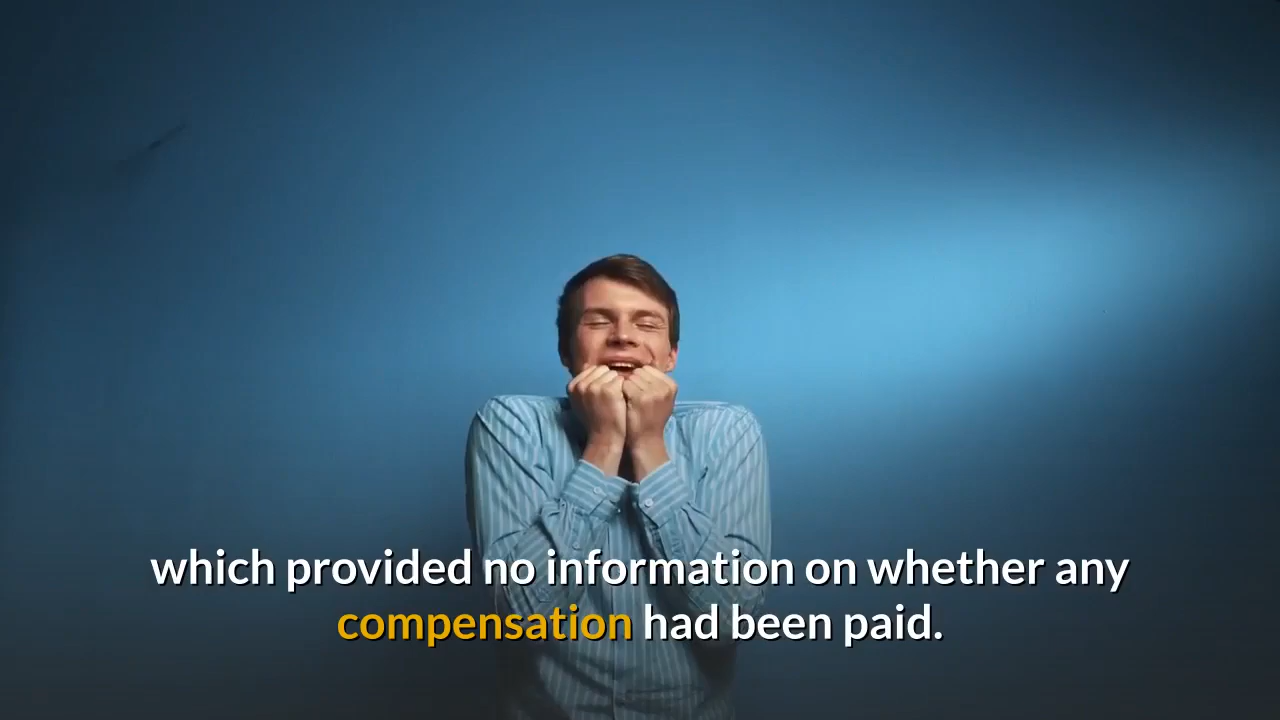 which provided no information on whether any
compensation had been paid.